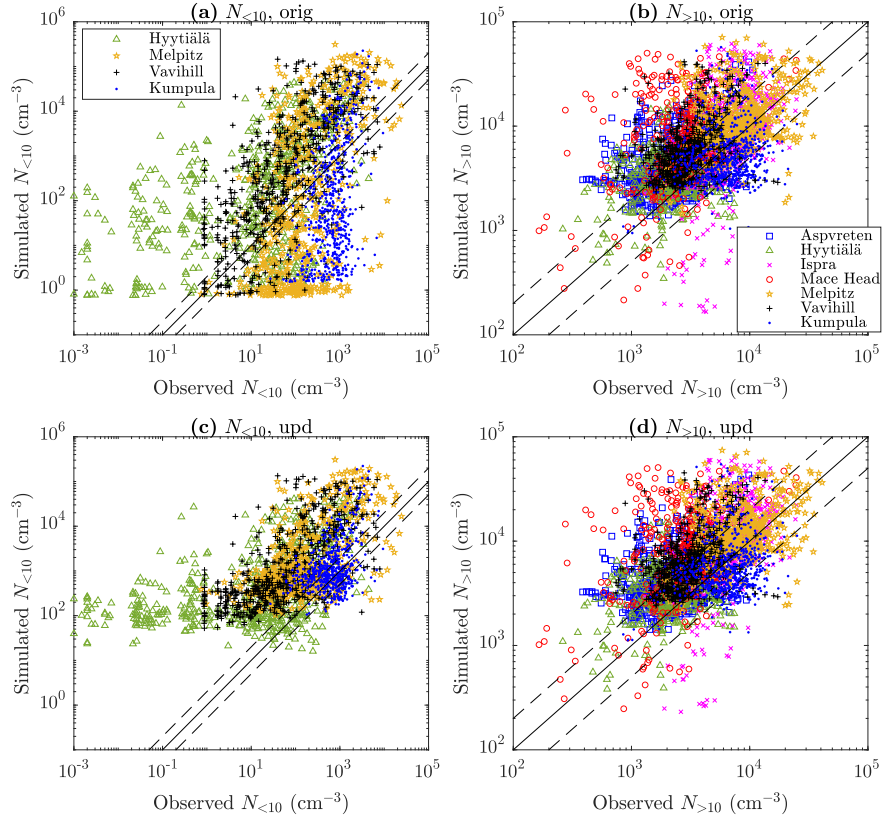 (a) N<10, orig
Simulated N<10 (cm−3)
10^6
10^4
10^2
10^0
10^−3 10^−1 10^1 10^3 10^5
Observed N<10 (cm−3)
Hyytiälä
Melpitz
Vavihill
Kumpula
(b) N>10, orig
Simulated N>10 (cm−3)
10^5
10^4
10^3
10^2
10^2 10^3 10^4 10^5
Observed N>10 (cm−3)
Aspvreten
Hyytiälä
Ispra
Mace Head
Melpitz
Vavihill
Kumpula
(c) N<10, upd
Simulated N<10 (cm−3)
10^6
10^4
10^2
10^0
10^−3 10^−1 10^1 10^3 10^5
Observed N<10 (cm−3)
(d) N>10, upd
Simulated N>10 (cm−3)
10^5
10^4
10^3
10^2
10^2 10^3 10^4 10^5
Observed N>10 (cm−3)